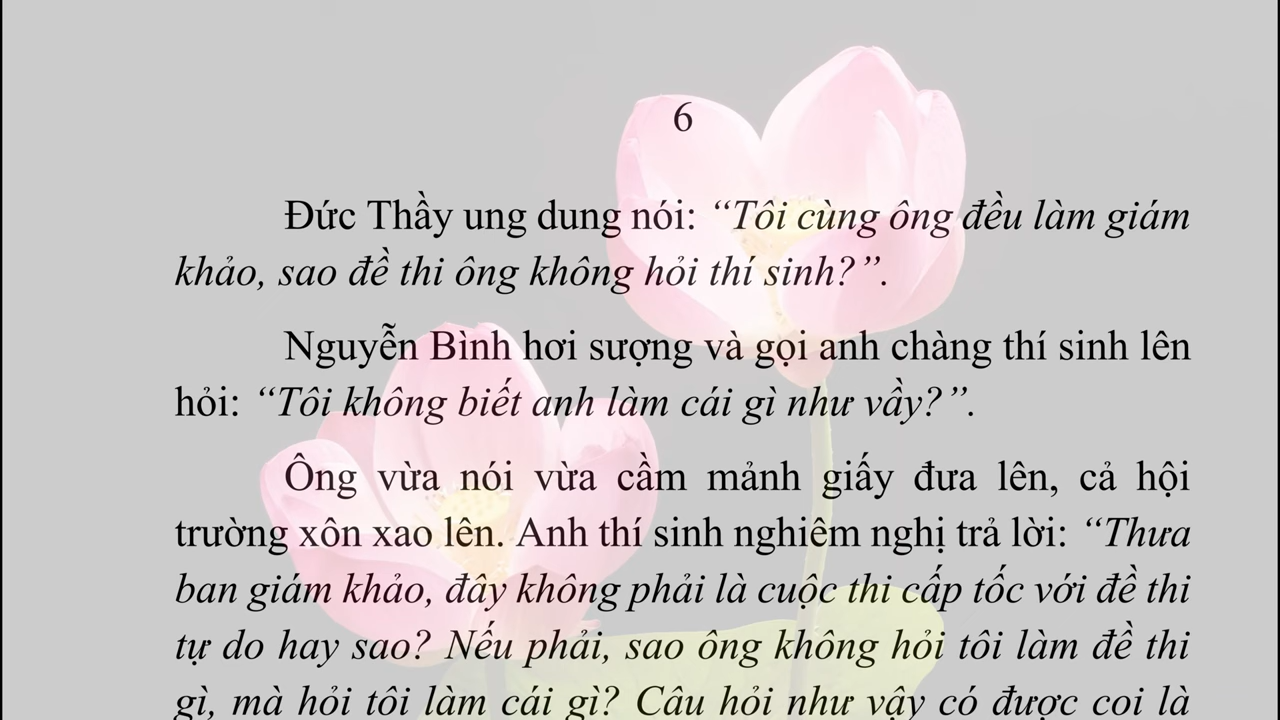 6
Đức Thầy ung dung nói: “Tôi cùng ông đều làm giám
khảo, sao đề thi ông không hỏi thí sinh?”.
Nguyễn Bình hơi sượng và gọi anh chàng thí sinh lên
hỏi: “Tôi không biết anh làm cái gì như vầy?”.
Ông vừa nói vừa cầm mảnh giấy đưa lên, cả hội
trường xôn xao lên. Anh thí sinh nghiêm nghị trả lời: “Thưa
ban giám khảo, đây không phải là cuộc thi cấp tốc với đề thi
tự do hay sao? Nếu phải, sao ông không hỏi tôi làm đề thi
gì, mà hỏi tôi làm cái gì? Câu hỏi như vậy có được coi là